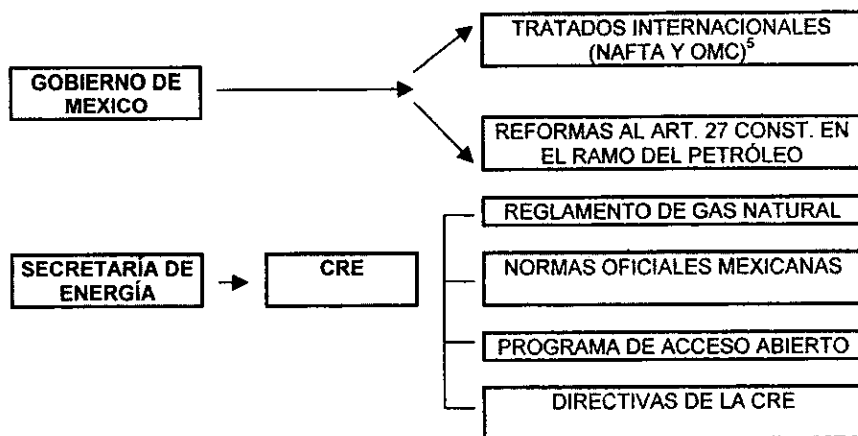 TRATADOS INTERNACIONALES
(NAFTA Y OMC)⁵
GOBIERNO DE
MEXICO
REFORMAS AL ART. 27 CONST. EN
EL RAMO DEL PETRÓLEO
REGLAMENTO DE GAS NATURAL
SECRETARÍA DE
ENERGÍA
CRE
NORMAS OFICIALES MEXICANAS
PROGRAMA DE ACCESO ABIERTO
DIRECTIVAS DE LA CRE